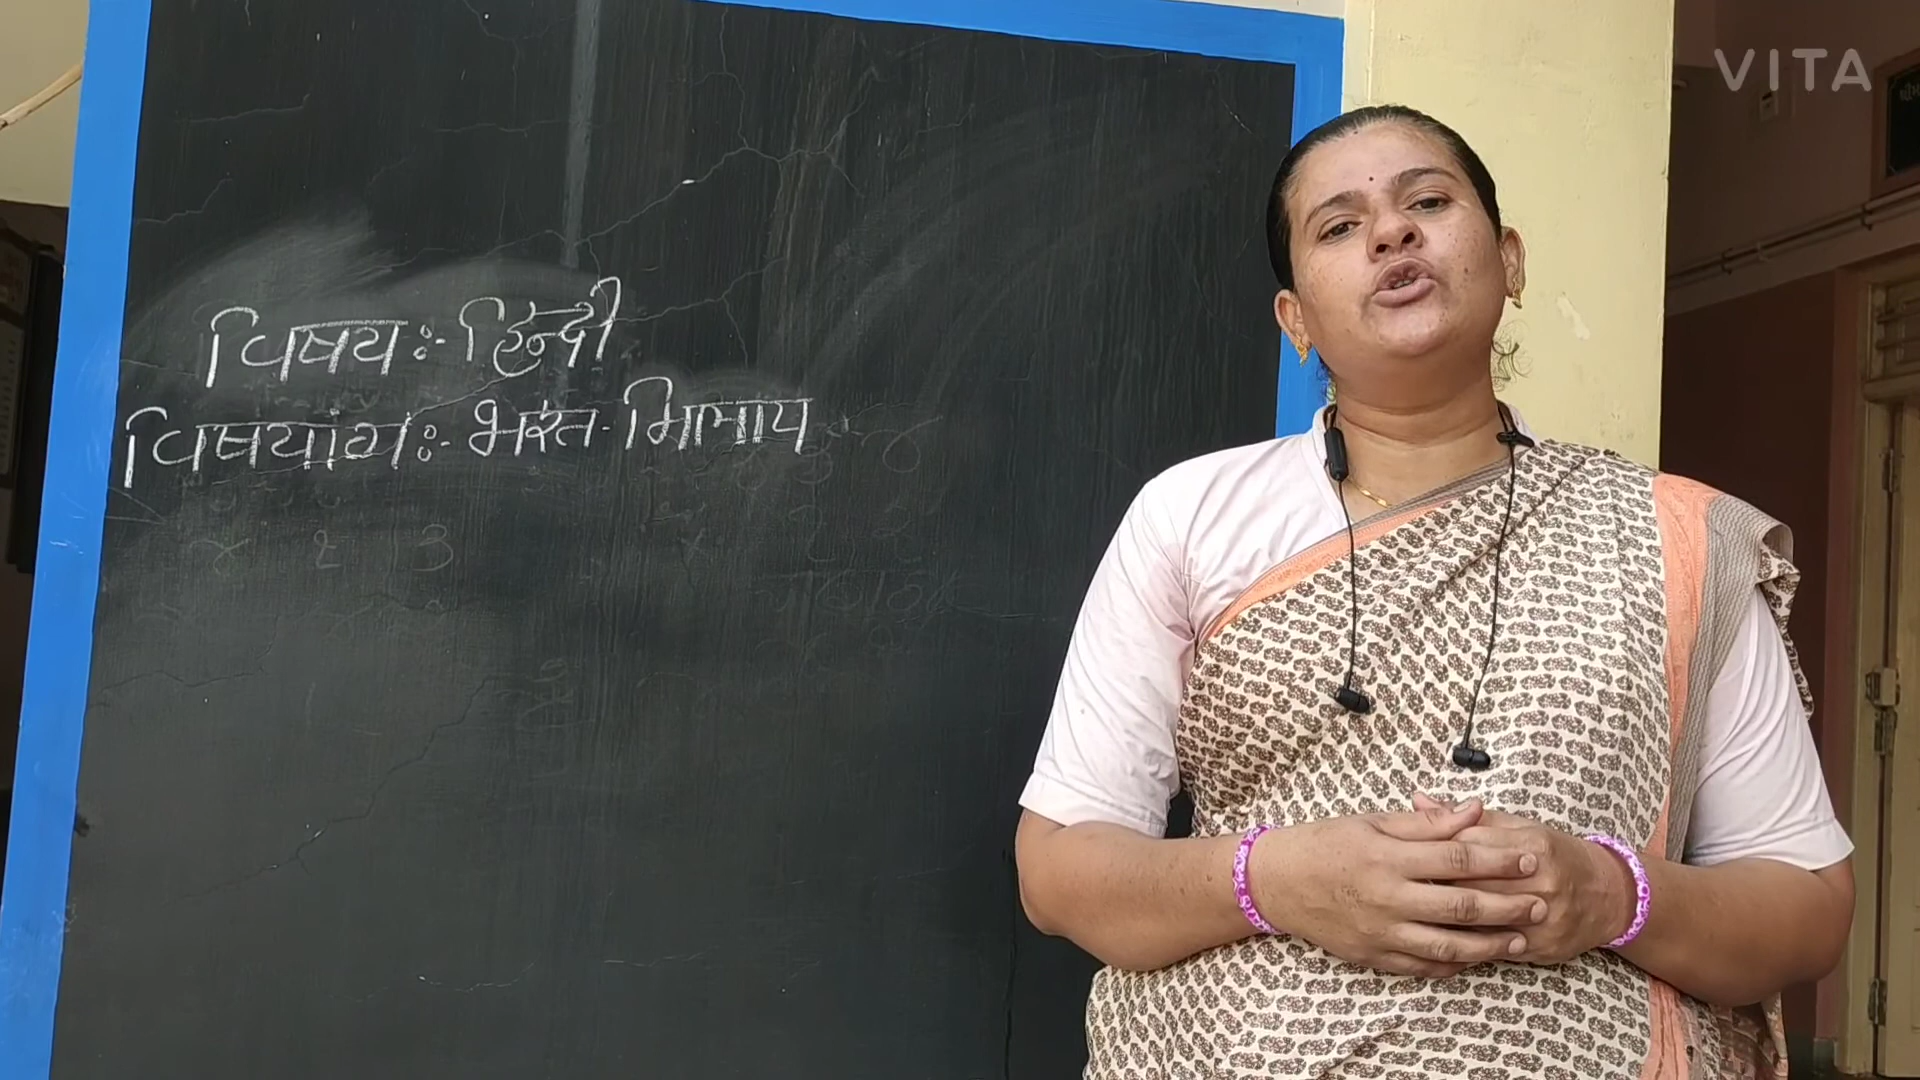 VITA
विषय :- हिन्दी
विषयांग :- भरत - मिलाप